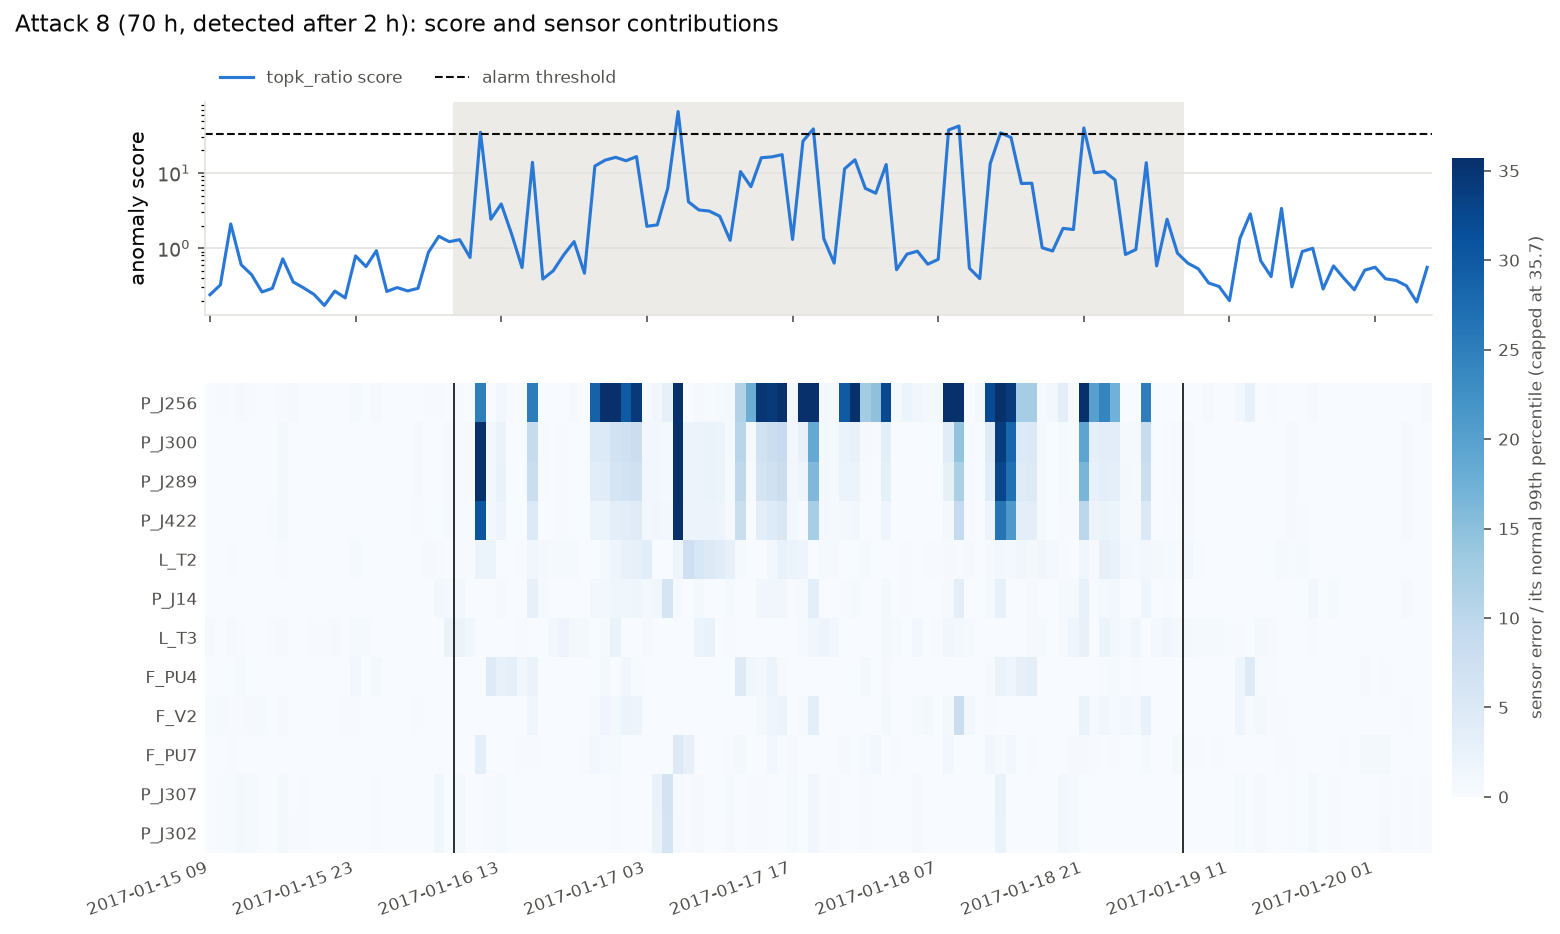 Attack 8 (70 h, detected after 2 h): score and sensor contributions
topk_ratio score
alarm threshold
anomaly score
10¹
10⁰
P_J256
P_J300
P_J289
P_J422
L_T2
P_J14
L_T3
F_PU4
F_V2
F_PU7
P_J307
P_J302
2017-01-15 09
2017-01-15 23
2017-01-16 13
2017-01-17 03
2017-01-17 17
2017-01-18 07
2017-01-18 21
2017-01-19 11
2017-01-20 01
35
30
25
20
15
10
5
0
sensor error / its normal 99th percentile (capped at 35.7)